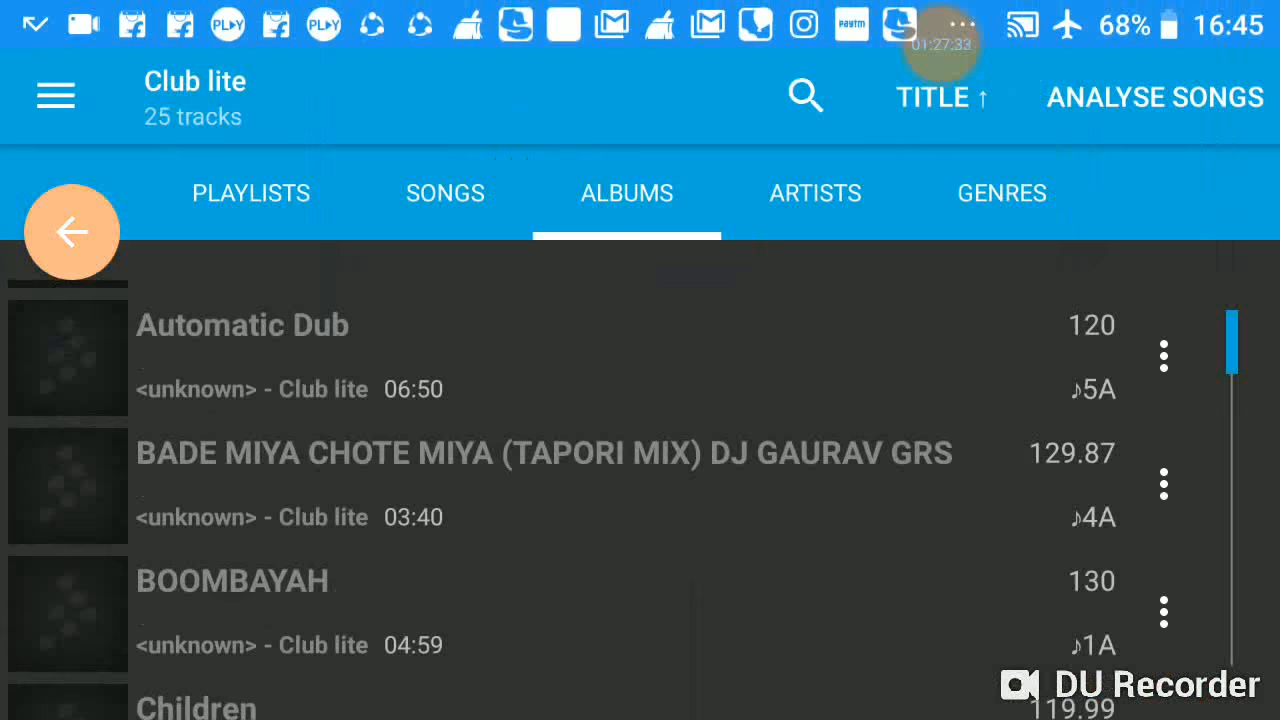 PLAY PLAY paytm 01:27:33 68% 16:45
Club lite
25 tracks
TITLE ↑ ANALYSE SONGS
PLAYLISTS SONGS ALBUMS ARTISTS GENRES
Automatic Dub 120
<unknown> - Club lite 06:50 ♪5A
BADE MIYA CHOTE MIYA (TAPORI MIX) DJ GAURAV GRS 129.87
<unknown> - Club lite 03:40 ♪4A
BOOMBAYAH 130
<unknown> - Club lite 04:59 ♪1A
DU Recorder
Children 119.99